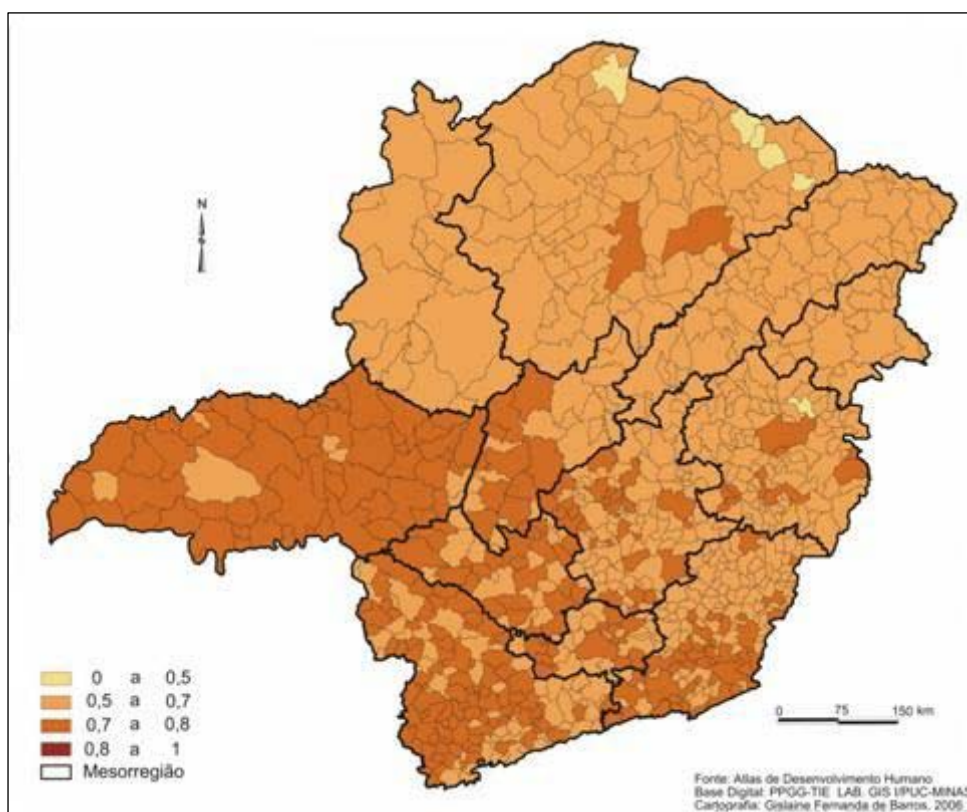 N
0 a 0,5
0,5 a 0,7
0,7 a 0,8
0,8 a 1
Mesorregião
0 75 150 km
Fonte: Atlas de Desenvolvimento Humano
Base Digital: PPGG-TIE LAB. GIS I/PUC-MINAS
Cartografia: Gislaine Fernanda de Barros, 2006